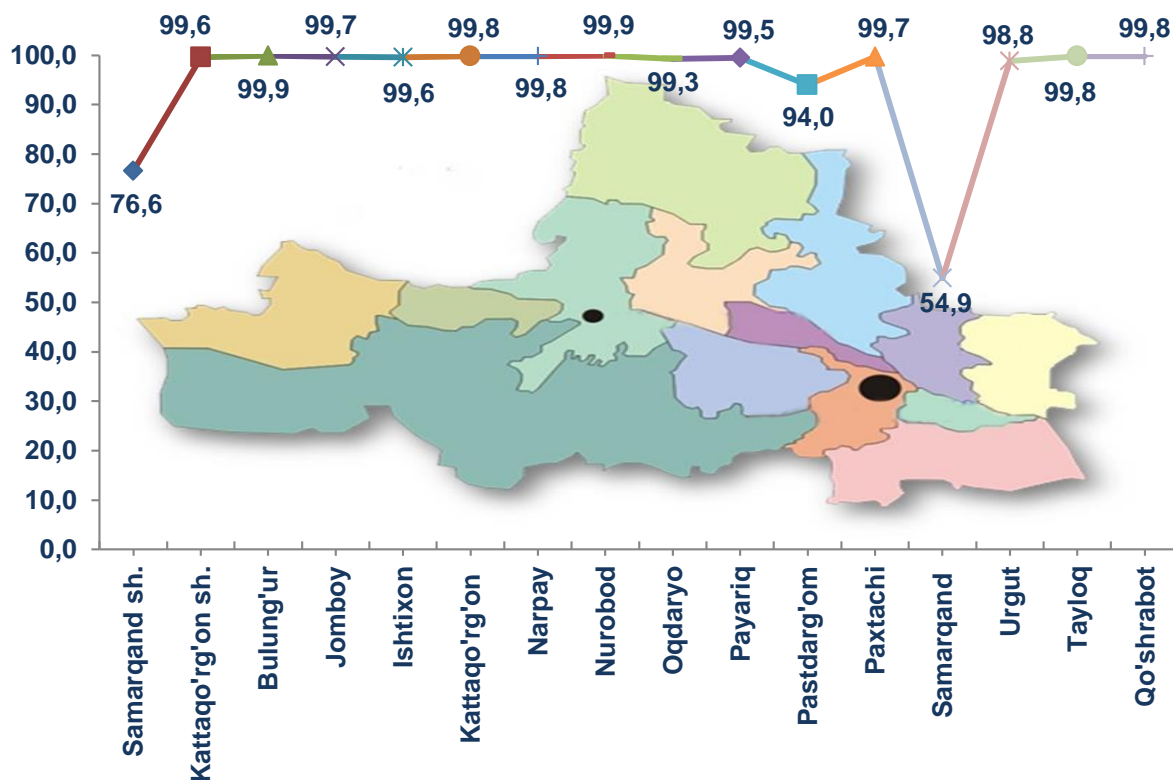 99,6
99,7
99,8
99,9
99,5
99,7
98,8
99,8
100,0
99,9
99,6
99,8
99,3
94,0
99,8
90,0
80,0
76,6
70,0
60,0
50,0
54,9
40,0
30,0
20,0
10,0
0,0
Samarqand sh.
Kattaqo'rg'on sh.
Bulung'ur
Jomboy
Ishtixon
Kattaqo'rg'on
Narpay
Nurobod
Oqdaryo
Payariq
Pastdarg'om
Paxtachi
Samarqand
Urgut
Tayloq
Qo'shrabot